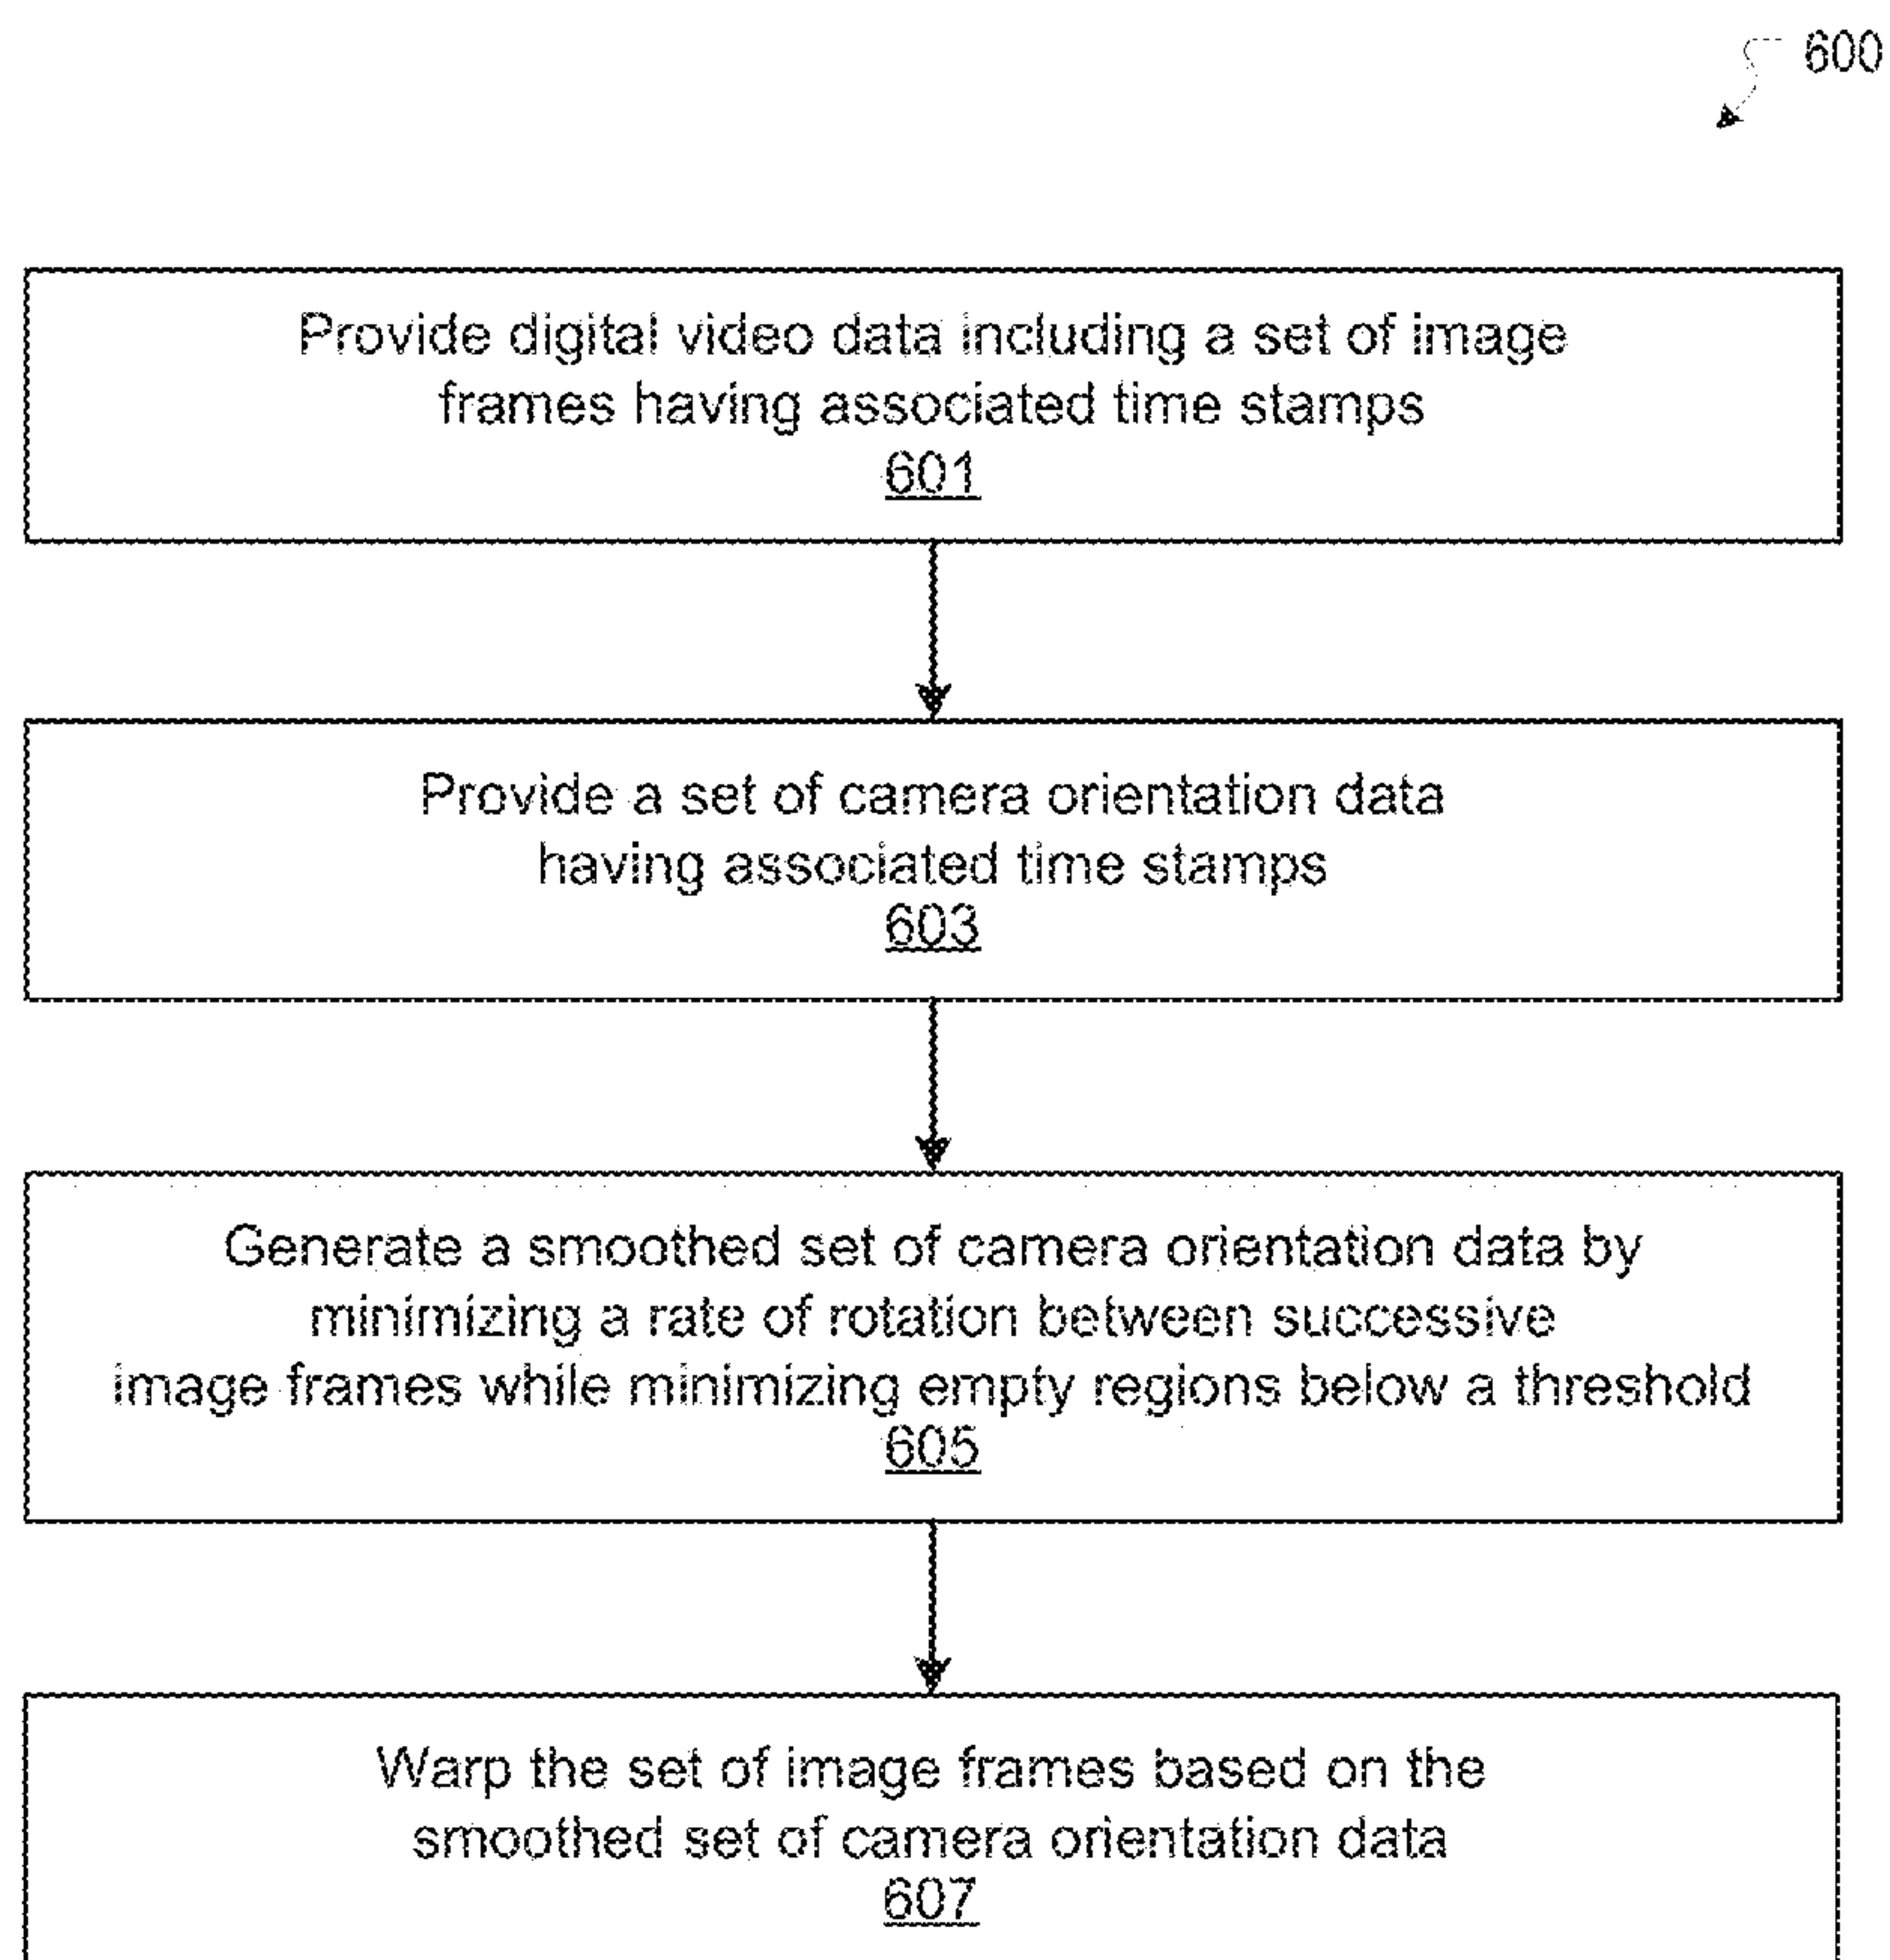 600
Provide digital video data including a set of image
frames having associated time stamps
601
Provide a set of camera orientation data
having associated time stamps
603
Generate a smoothed set of camera orientation data by
minimizing a rate of rotation between successive
image frames while minimizing empty regions below a threshold
605
Warp the set of image frames based on the
smoothed set of camera orientation data
607